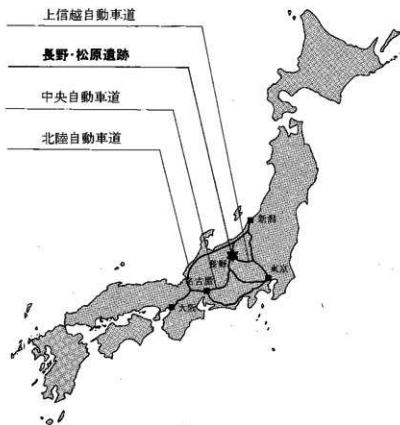 上信越自動車道
長野・松原遺跡
中央自動車道
北陸自動車道
新潟
長野
東京
名古屋
大阪